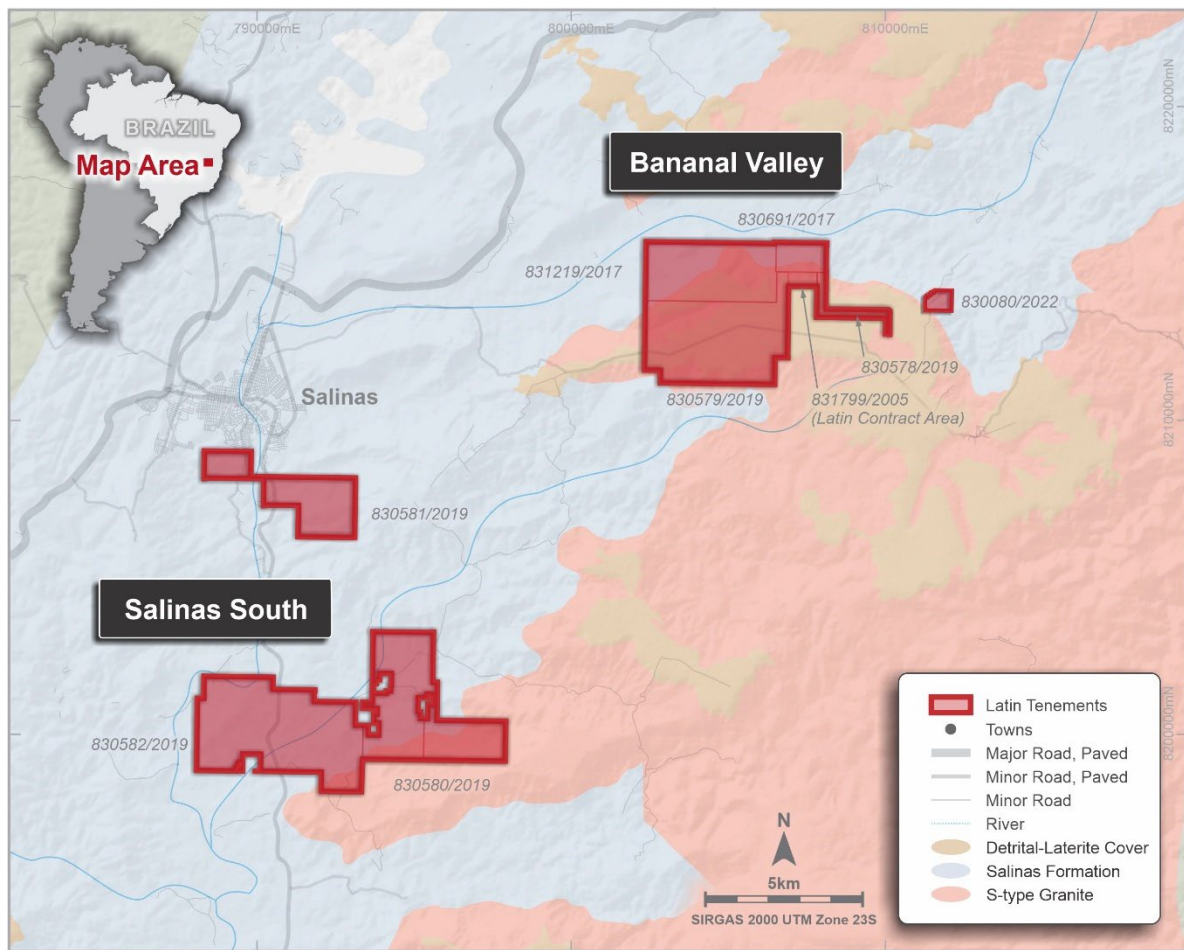 790000mE
800000mE
810000mE
8220000mN
BRAZIL
Map Area
Bananal Valley
830691/2017
831219/2017
830080/2022
830578/2019
830579/2019
831799/2005
(Latin Contract Area)
8210000mN
Salinas
830581/2019
Salinas South
830582/2019
830580/2019
8200000mN
Latin Tenements
Towns
Major Road, Paved
Minor Road, Paved
Minor Road
River
Detrital-Laterite Cover
Salinas Formation
S-type Granite
N
5km
SIRGAS 2000 UTM Zone 23S
790000mE
800000mE